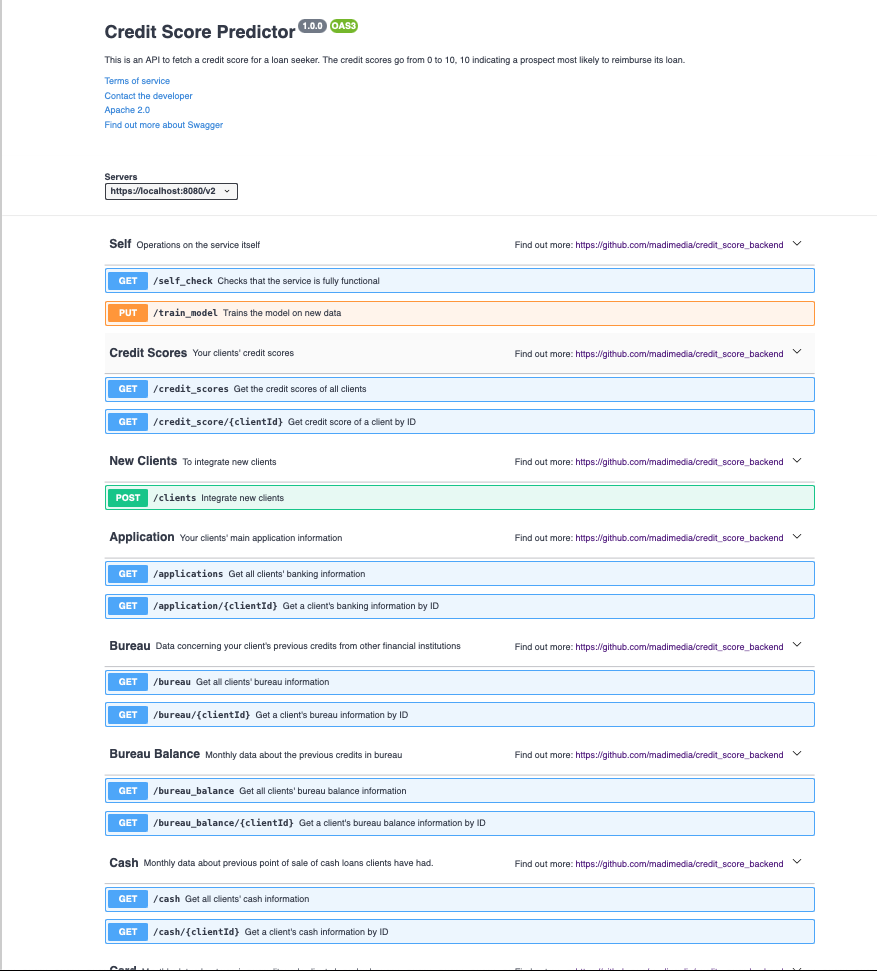 Credit Score Predictor 1.0.0 OAS3
This is an API to fetch a credit score for a loan seeker. The credit scores go from 0 to 10, 10 indicating a prospect most likely to reimburse its loan.
Terms of service
Contact the developer
Apache 2.0
Find out more about Swagger
Servers
https://localhost:8080/v2
Self Operations on the service itself Find out more: https://github.com/madimedia/credit_score_backend
GET /self_check Checks that the service is fully functional
PUT /train_model Trains the model on new data
Credit Scores Your clients' credit scores Find out more: https://github.com/madimedia/credit_score_backend
GET /credit_scores Get the credit scores of all clients
GET /credit_score/{clientId} Get credit score of a client by ID
New Clients To integrate new clients Find out more: https://github.com/madimedia/credit_score_backend
POST /clients Integrate new clients
Application Your clients' main application information Find out more: https://github.com/madimedia/credit_score_backend
GET /applications Get all clients' banking information
GET /application/{clientId} Get a client's banking information by ID
Bureau Data concerning your client's previous credits from other financial institutions Find out more: https://github.com/madimedia/credit_score_backend
GET /bureau Get all clients' bureau information
GET /bureau/{clientId} Get a client's bureau information by ID
Bureau Balance Monthly data about the previous credits in bureau Find out more: https://github.com/madimedia/credit_score_backend
GET /bureau_balance Get all clients' bureau balance information
GET /bureau_balance/{clientId} Get a client's bureau balance information by ID
Cash Monthly data about previous point of sale of cash loans clients have had. Find out more: https://github.com/madimedia/credit_score_backend
GET /cash Get all clients' cash information
GET /cash/{clientId} Get a client's cash information by ID